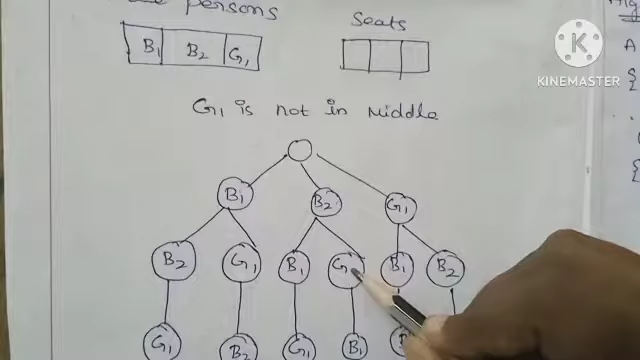 persons
Seats
B1 B2 G1
G1 is not in Middle
B1 B2 G1
B2 G1 B1 G B1 B2
G1 B2 G1 B1
K
KINEMASTER
A